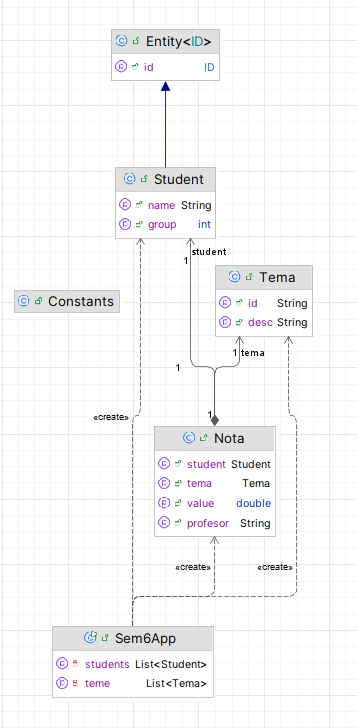 Entity<ID>
id ID
Student
name String
group int
student
1
Tema
id String
desc String
Constants
1 tema
1
«create»
1
Nota
student Student
tema Tema
value double
profesor String
«create» «create»
Sem6App
students List<Student>
teme List<Tema>